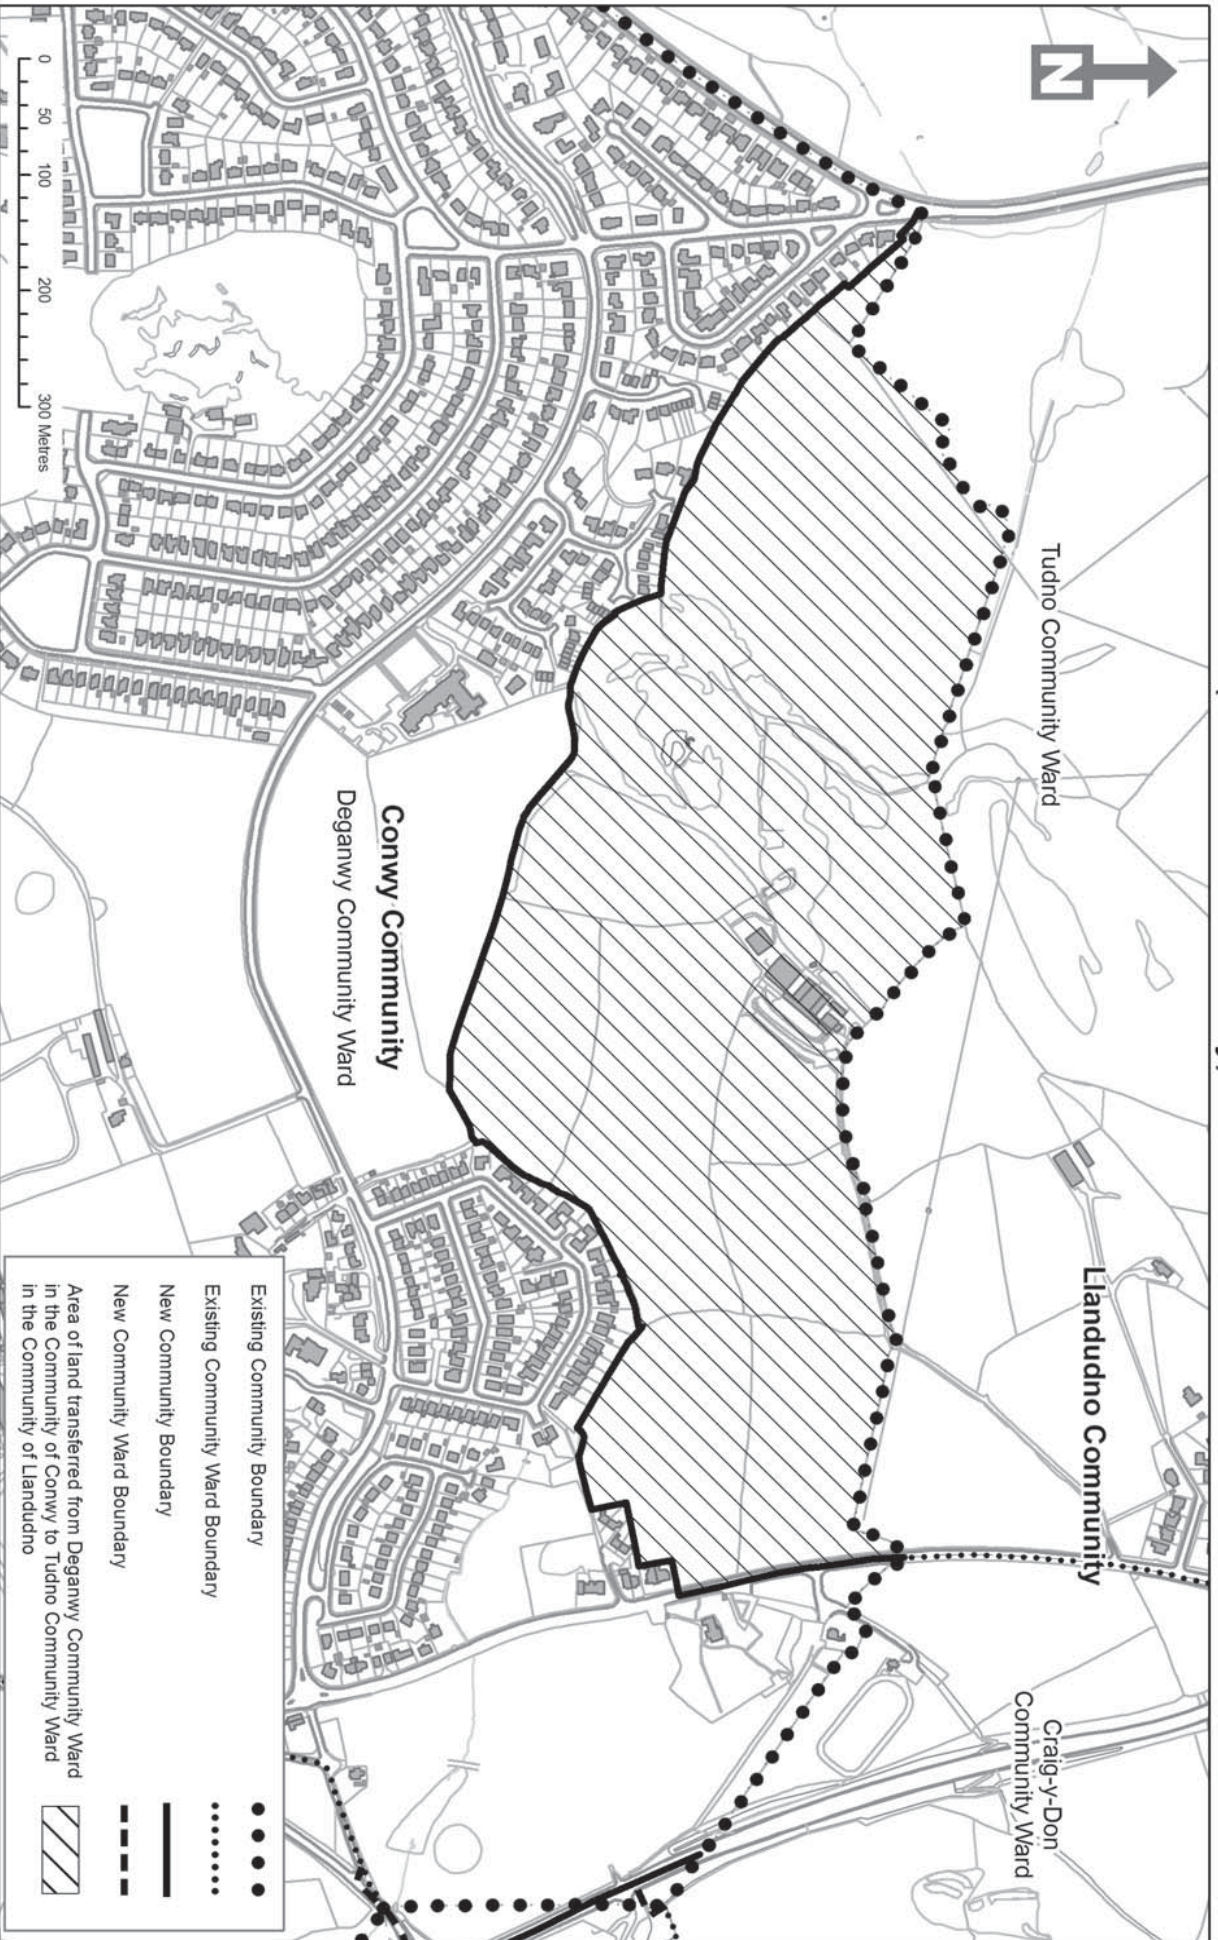 N
Tudno Community Ward
Llandudno Community
Craig-y-Don
Community Ward
Conwy Community
Deganwy Community Ward
0 50 100 200 300 Metres
Existing Community Boundary
Existing Community Ward Boundary
New Community Boundary
New Community Ward Boundary
Area of land transferred from Deganwy Community Ward
in the Community of Conwy to Tudno Community Ward
in the Community of Llandudno